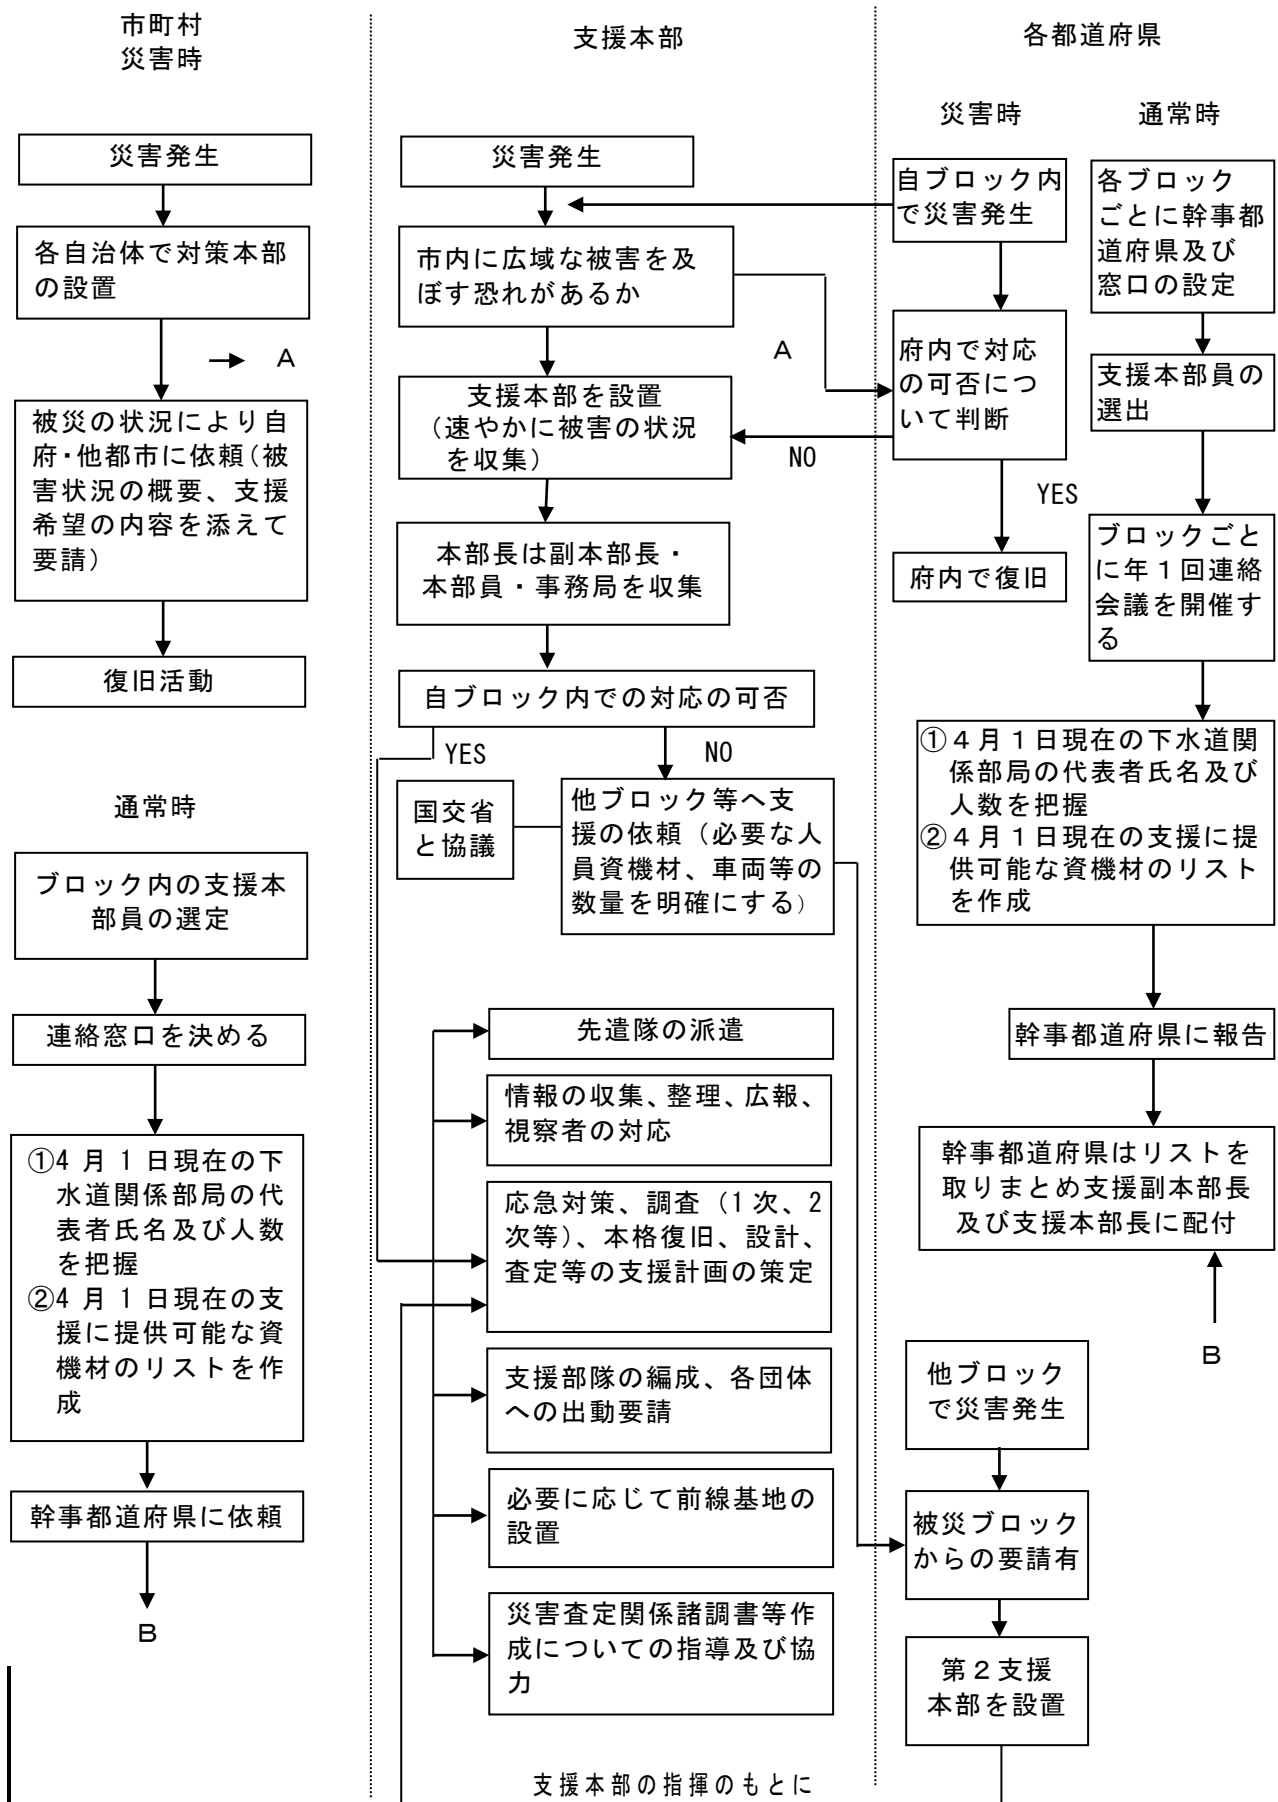 市町村
災害時
災害発生
各自治体で対策本部
の設置
→ A
被災の状況により自
府・他都市に依頼(被
害状況の概要、支援
希望の内容を添えて
要請)
復旧活動
通常時
ブロック内の支援本
部員の選定
連絡窓口を決める
①4 月 1 日現在の下
水道関係部局の代
表者氏名及び人数
を把握
②4 月 1 日現在の支
援に提供可能な資
機材のリストを作
成
幹事都道府県に依頼
B
支援本部
災害発生
市内に広域な被害を及
ぼす恐れがあるか
A
支援本部を設置
(速やかに被害の状況
を収集)
NO
本部長は副本部長・
本部員・事務局を収集
自ブロック内での対応の可否
YES
NO
国交省
と協議
他ブロック等へ支
援の依頼(必要な人
員資機材、車両等の
数量を明確にする)
先遣隊の派遣
情報の収集、整理、広報、
視察者の対応
応急対策、調査(1 次、2
次等)、本格復旧、設計、
査定等の支援計画の策定
支援部隊の編成、各団体
への出動要請
必要に応じて前線基地の
設置
災害査定関係諸調書等作
成についての指導及び協
力
支援本部の指揮のもとに
各都道府県
災害時
自ブロック内
で災害発生
府内で対応
の可否につ
いて判断
YES
府内で復旧
通常時
各ブロック
ごとに幹事都
道府県及び
窓口の設定
支援本部員の
選出
ブロックごと
に年1回連絡
会議を開催す
る
①4月1日現在の下水道関
係部局の代表者氏名及び
人数を把握
②4月1日現在の支援に提
供可能な資機材のリスト
を作成
幹事都道府県に報告
幹事都道府県はリストを
取りまとめ支援副本部長
及び支援本部長に配付
B
他ブロック
で災害発生
被災ブロック
からの要請有
第2支援
本部を設置